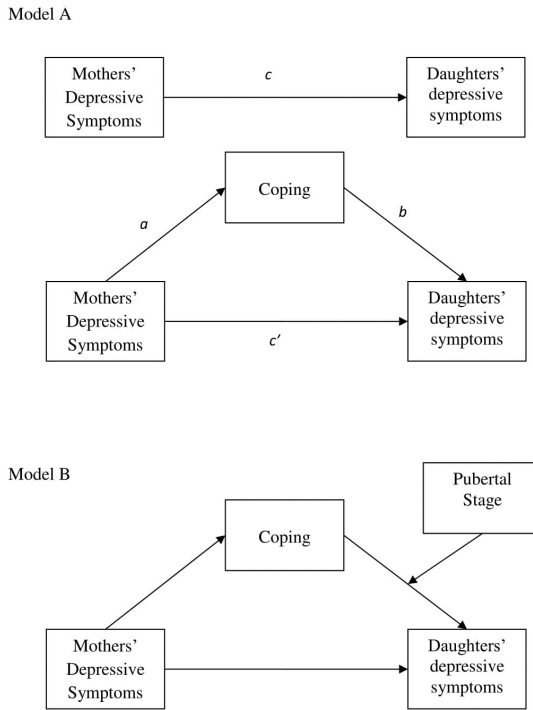 Model A
Mothers’
Depressive
Symptoms
c
Daughters’
depressive
symptoms
Coping
a
b
Mothers’
Depressive
Symptoms
c’
Daughters’
depressive
symptoms
Model B
Pubertal
Stage
Coping
Mothers’
Depressive
Symptoms
Daughters’
depressive
symptoms